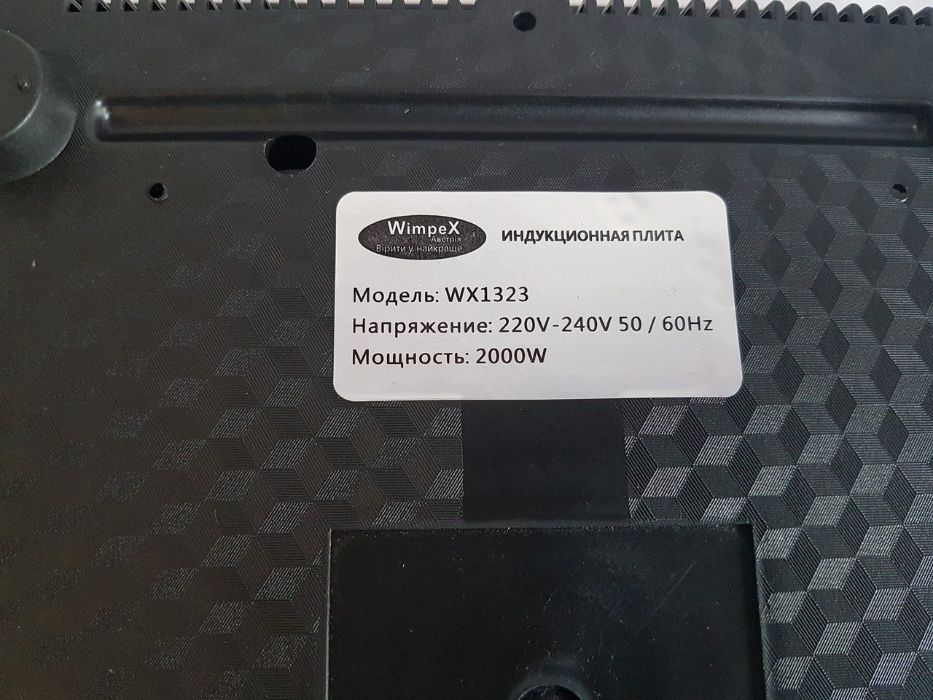 WimpeX
Австрія
Вірити у найкраще
ИНДУКЦИОННАЯ ПЛИТА
Модель: WX1323
Напряжение: 220V-240V 50 / 60Hz
Мощность: 2000W